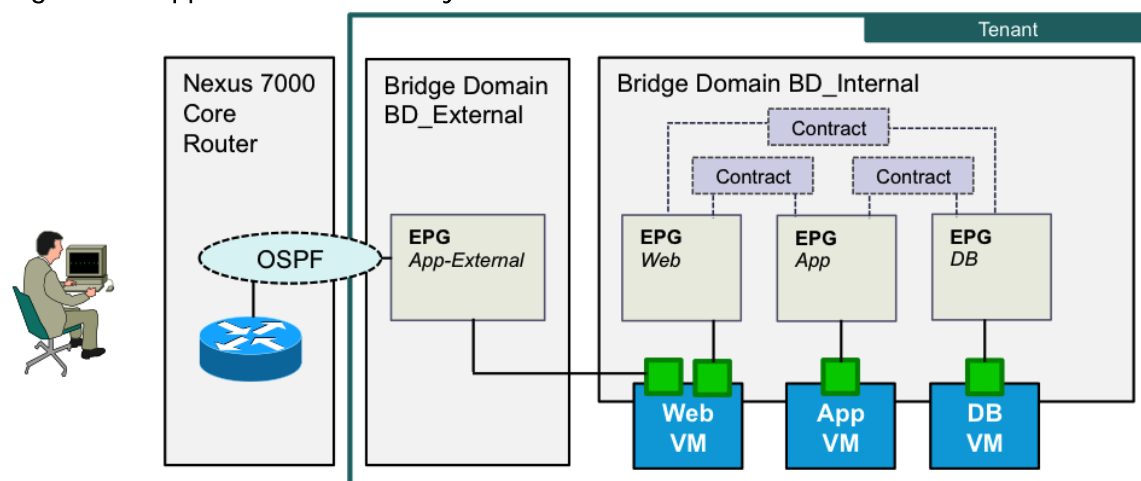 Tenant
Nexus 7000
Core
Router
Bridge Domain
BD_External
Bridge Domain BD_Internal
Contract
Contract
Contract
OSPF
EPG
App-External
EPG
Web
EPG
App
EPG
DB
Web
VM
App
VM
DB
VM